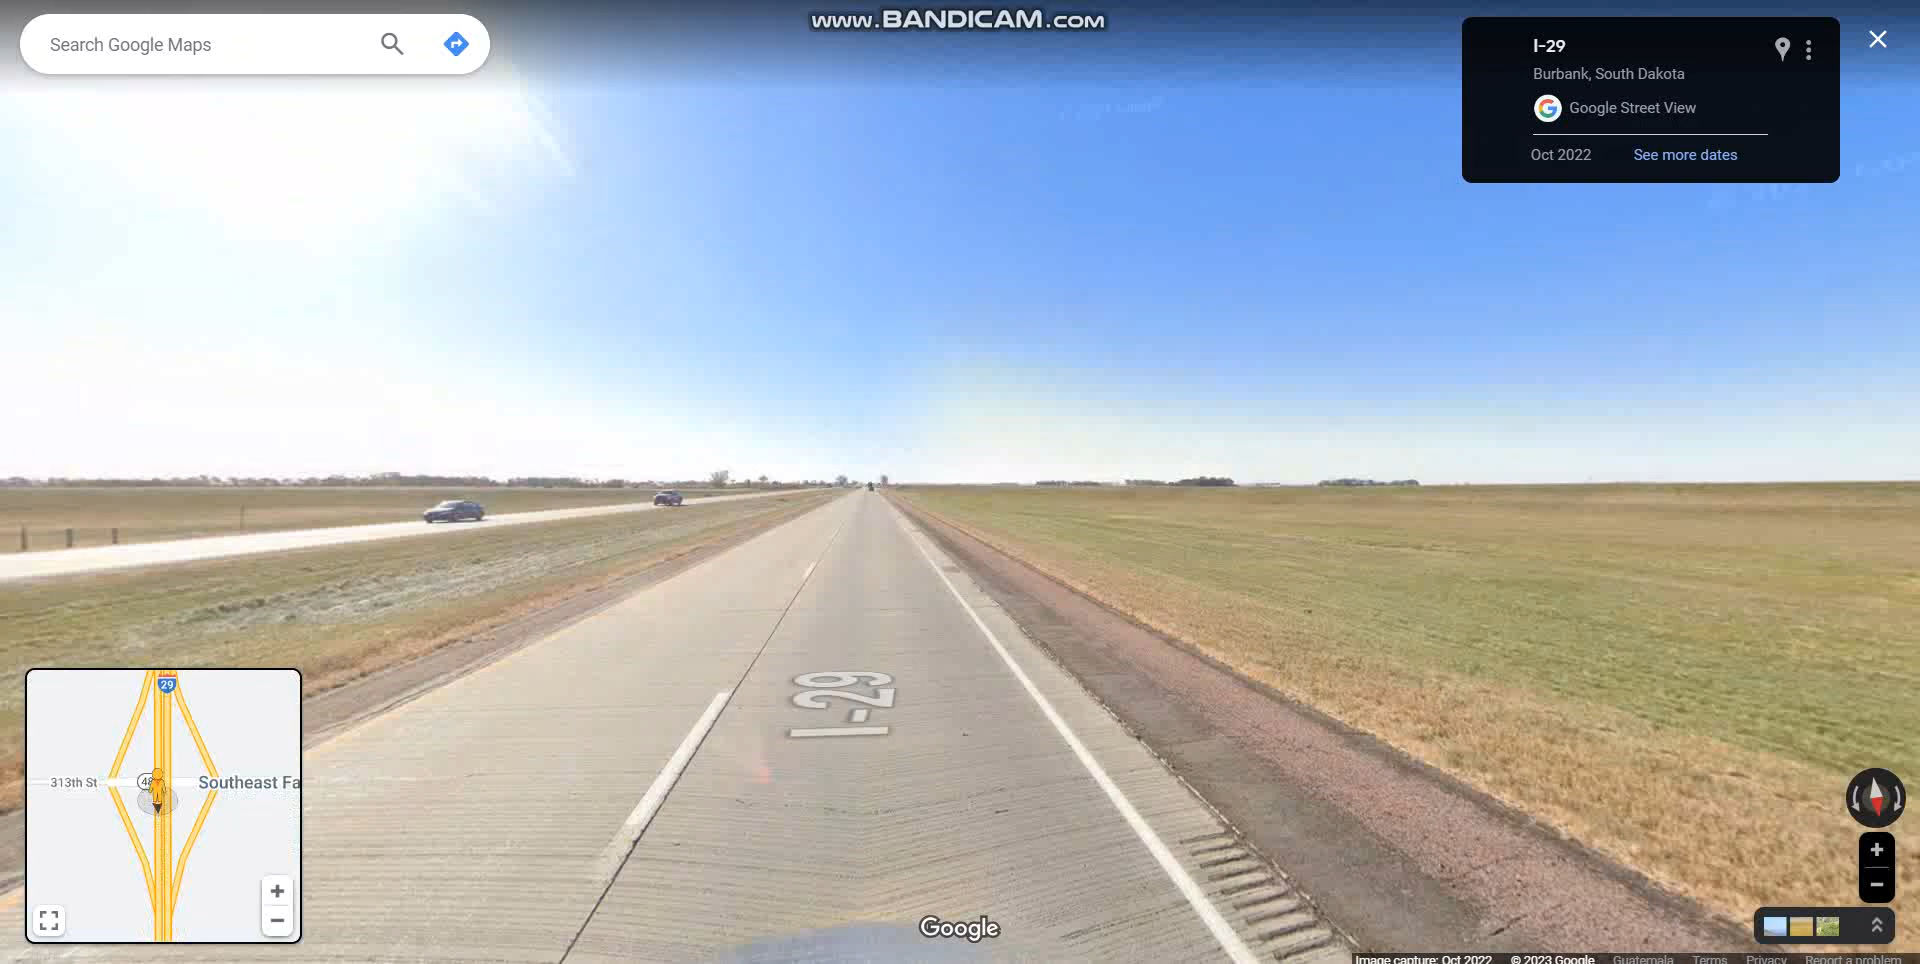 www.BANDICAM.com
Search Google Maps
I-29
Burbank, South Dakota
Google Street View
Oct 2022
See more dates
I-29
29
313th St
48
Southeast Fa
Google
Image capture: Oct 2022 © 2023 Google Guatemala Terms Privacy Report a problem